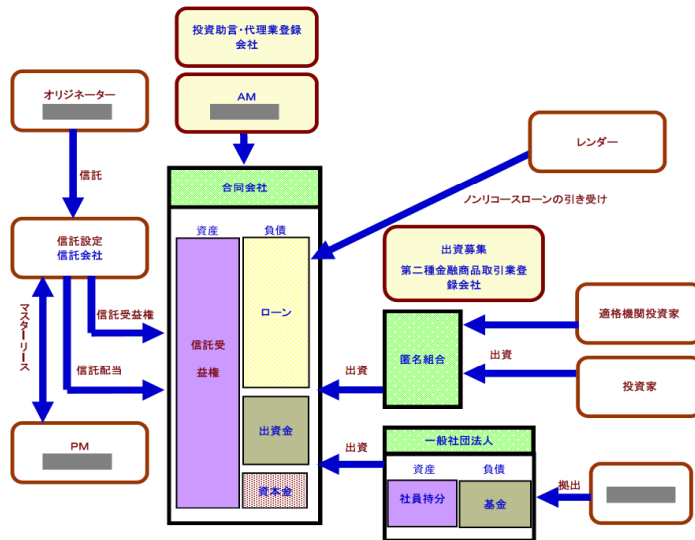 投資助言・代理業登録
会社
オリジネーター
AM
レンダー
信託
合同会社
ノンリコースローンの引き受け
資産
負債
信託設定
信託会社
出資募集
第二種金融商品取引業登
録会社
マスターリース
信託受益権
ローン
信託受
益権
適格機関投資家
匿名組合
出資
出資
信託配当
投資家
出資金
PM
出資
一般社団法人
資産
負債
資本金
社員持分
基金
拠出